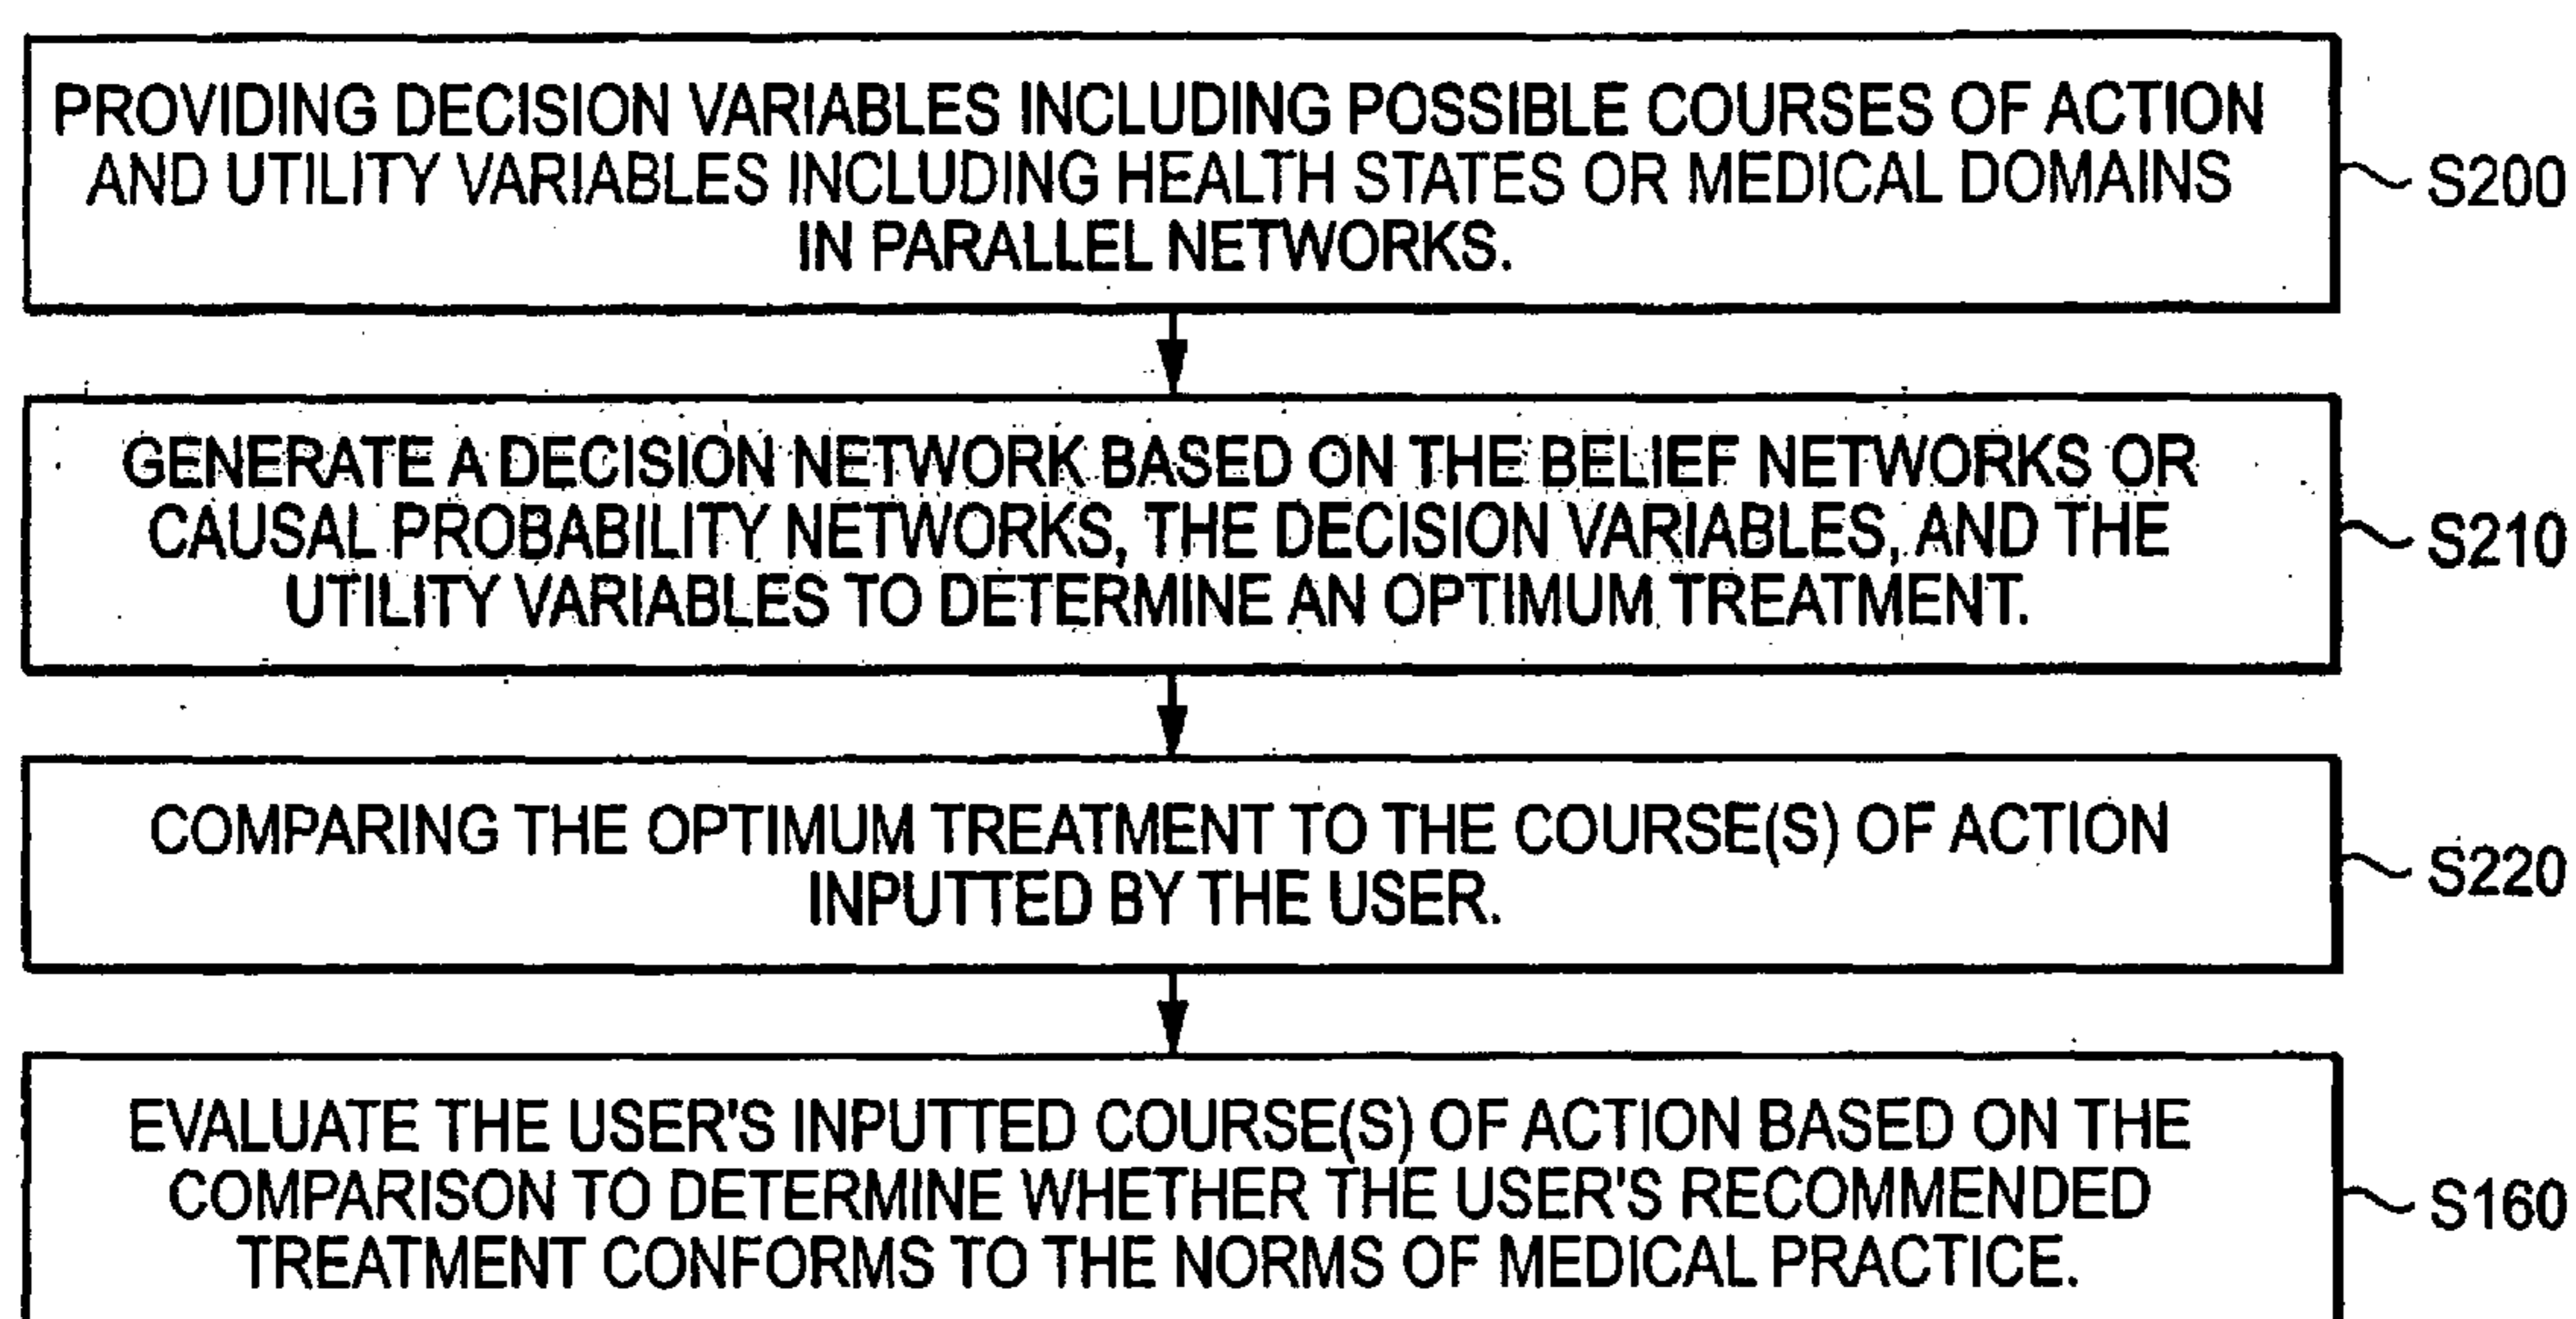 PROVIDING DECISION VARIABLES INCLUDING POSSIBLE COURSES OF ACTION
AND UTILITY VARIABLES INCLUDING HEALTH STATES OR MEDICAL DOMAINS
IN PARALLEL NETWORKS.
S200
GENERATE A DECISION NETWORK BASED ON THE BELIEF NETWORKS OR
CAUSAL PROBABILITY NETWORKS, THE DECISION VARIABLES, AND THE
UTILITY VARIABLES TO DETERMINE AN OPTIMUM TREATMENT.
S210
COMPARING THE OPTIMUM TREATMENT TO THE COURSE(S) OF ACTION
INPUTTED BY THE USER.
S220
EVALUATE THE USER'S INPUTTED COURSE(S) OF ACTION BASED ON THE
COMPARISON TO DETERMINE WHETHER THE USER'S RECOMMENDED
TREATMENT CONFORMS TO THE NORMS OF MEDICAL PRACTICE.
S160